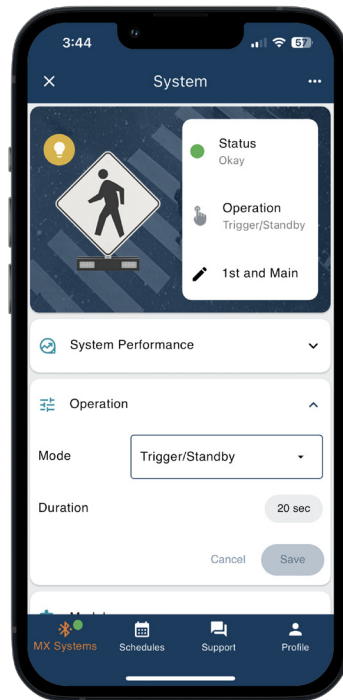 3:44
57
System
Status
Okay
Operation
Trigger/Standby
1st and Main
System Performance
Operation
Mode
Trigger/Standby
Duration
20 sec
Cancel
Save
MX Systems
Schedules
Support
Profile